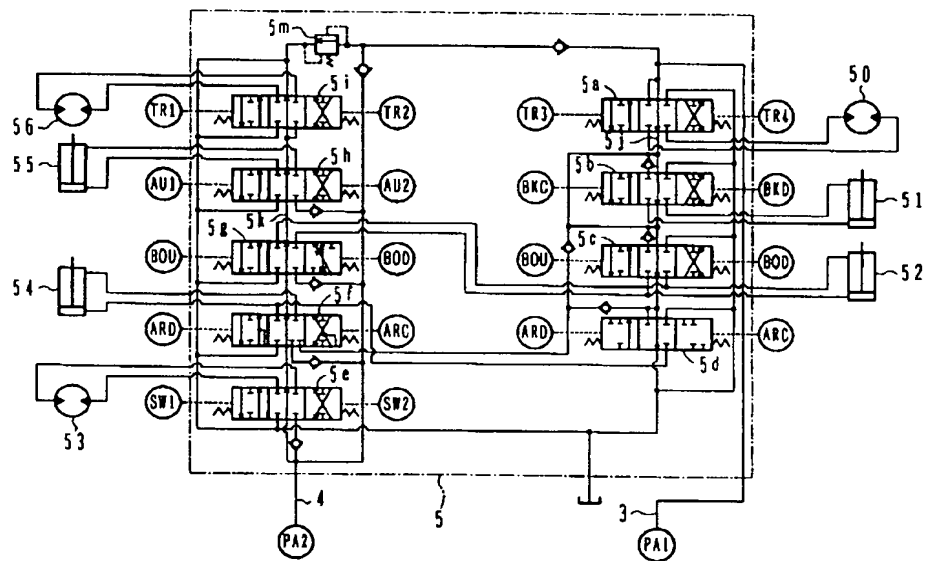 5m
5i
5a
50
56
TR1
TR2
TR3
TR4
55
5h
5j
5b
AU1
AU2
BKC
BKD
51
5k
5g
5c
BOU
BOD
BOU
BOD
52
54
5f
ARD
ARC
ARD
ARC
5d
5e
SW1
SW2
53
4
5
3
PA2
PA1